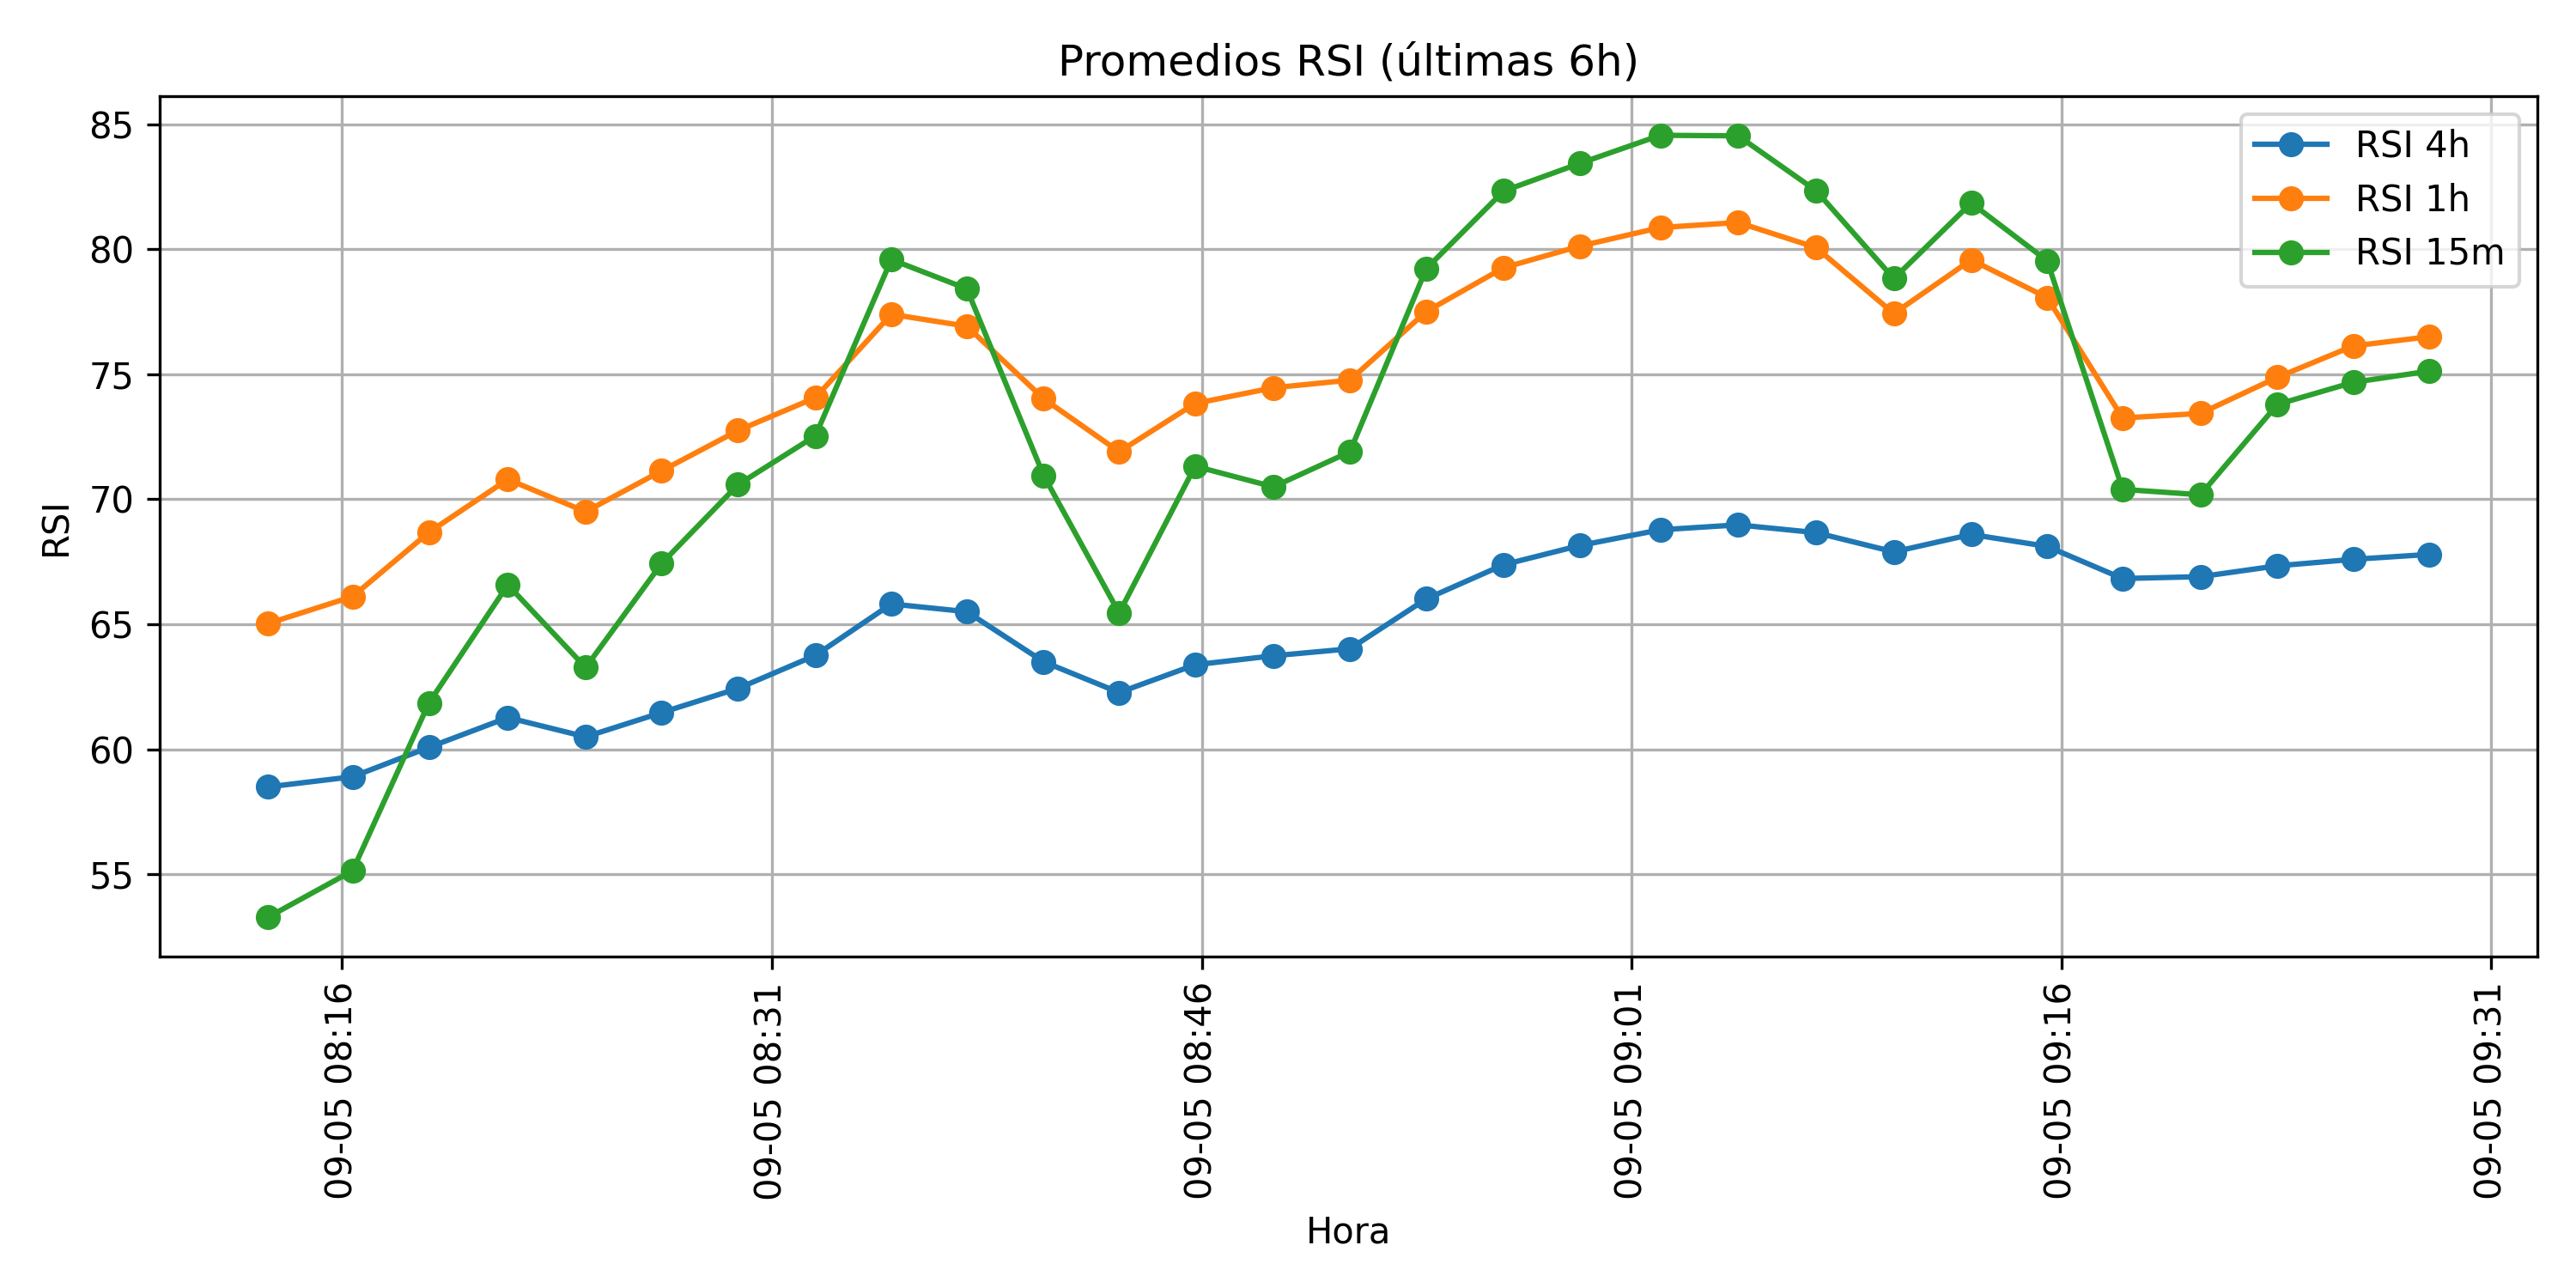 Promedios RSI (últimas 6h)
85
80
75
70
65
60
55
RSI
RSI 4h
RSI 1h
RSI 15m
09-05 08:16
09-05 08:31
09-05 08:46
09-05 09:01
09-05 09:16
09-05 09:31
Hora